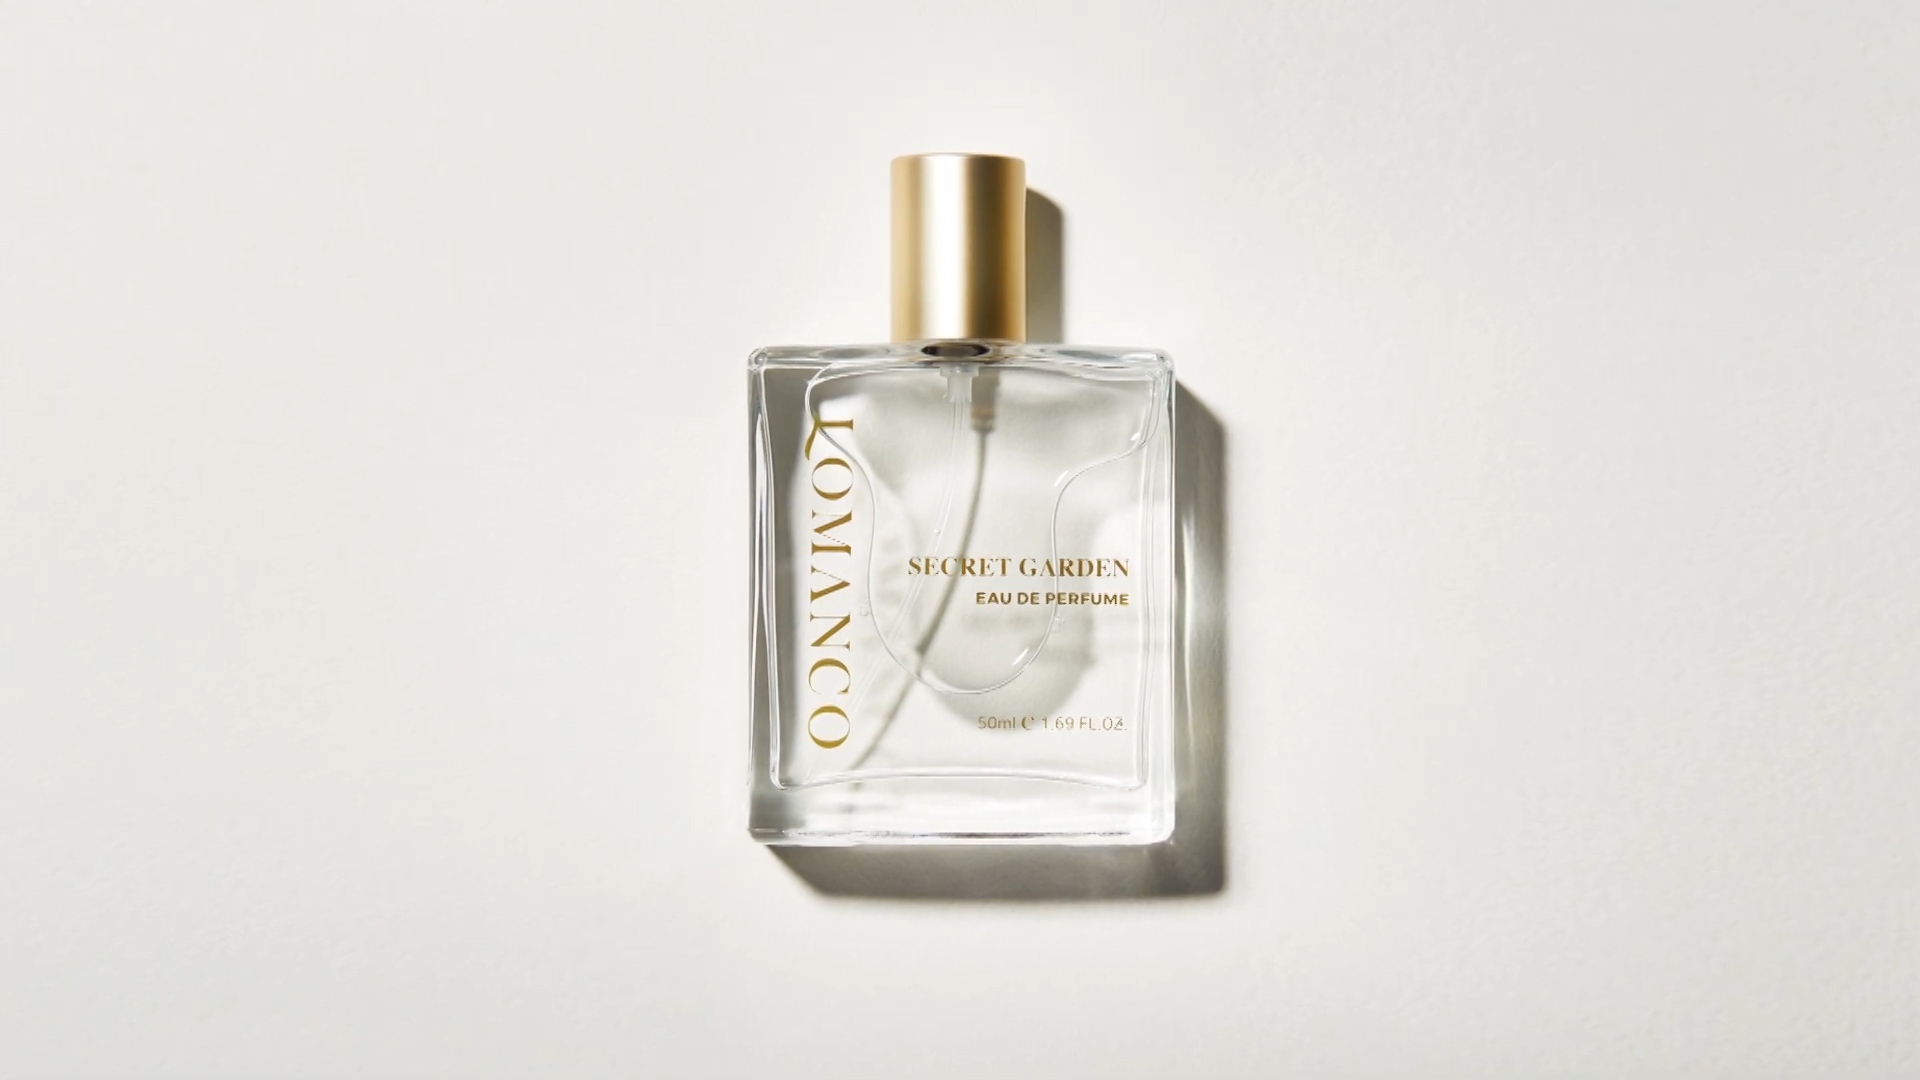 LOMANCO
SECRET GARDEN
EAU DE PERFUME
50ml ℮ 1.69 FL.OZ.